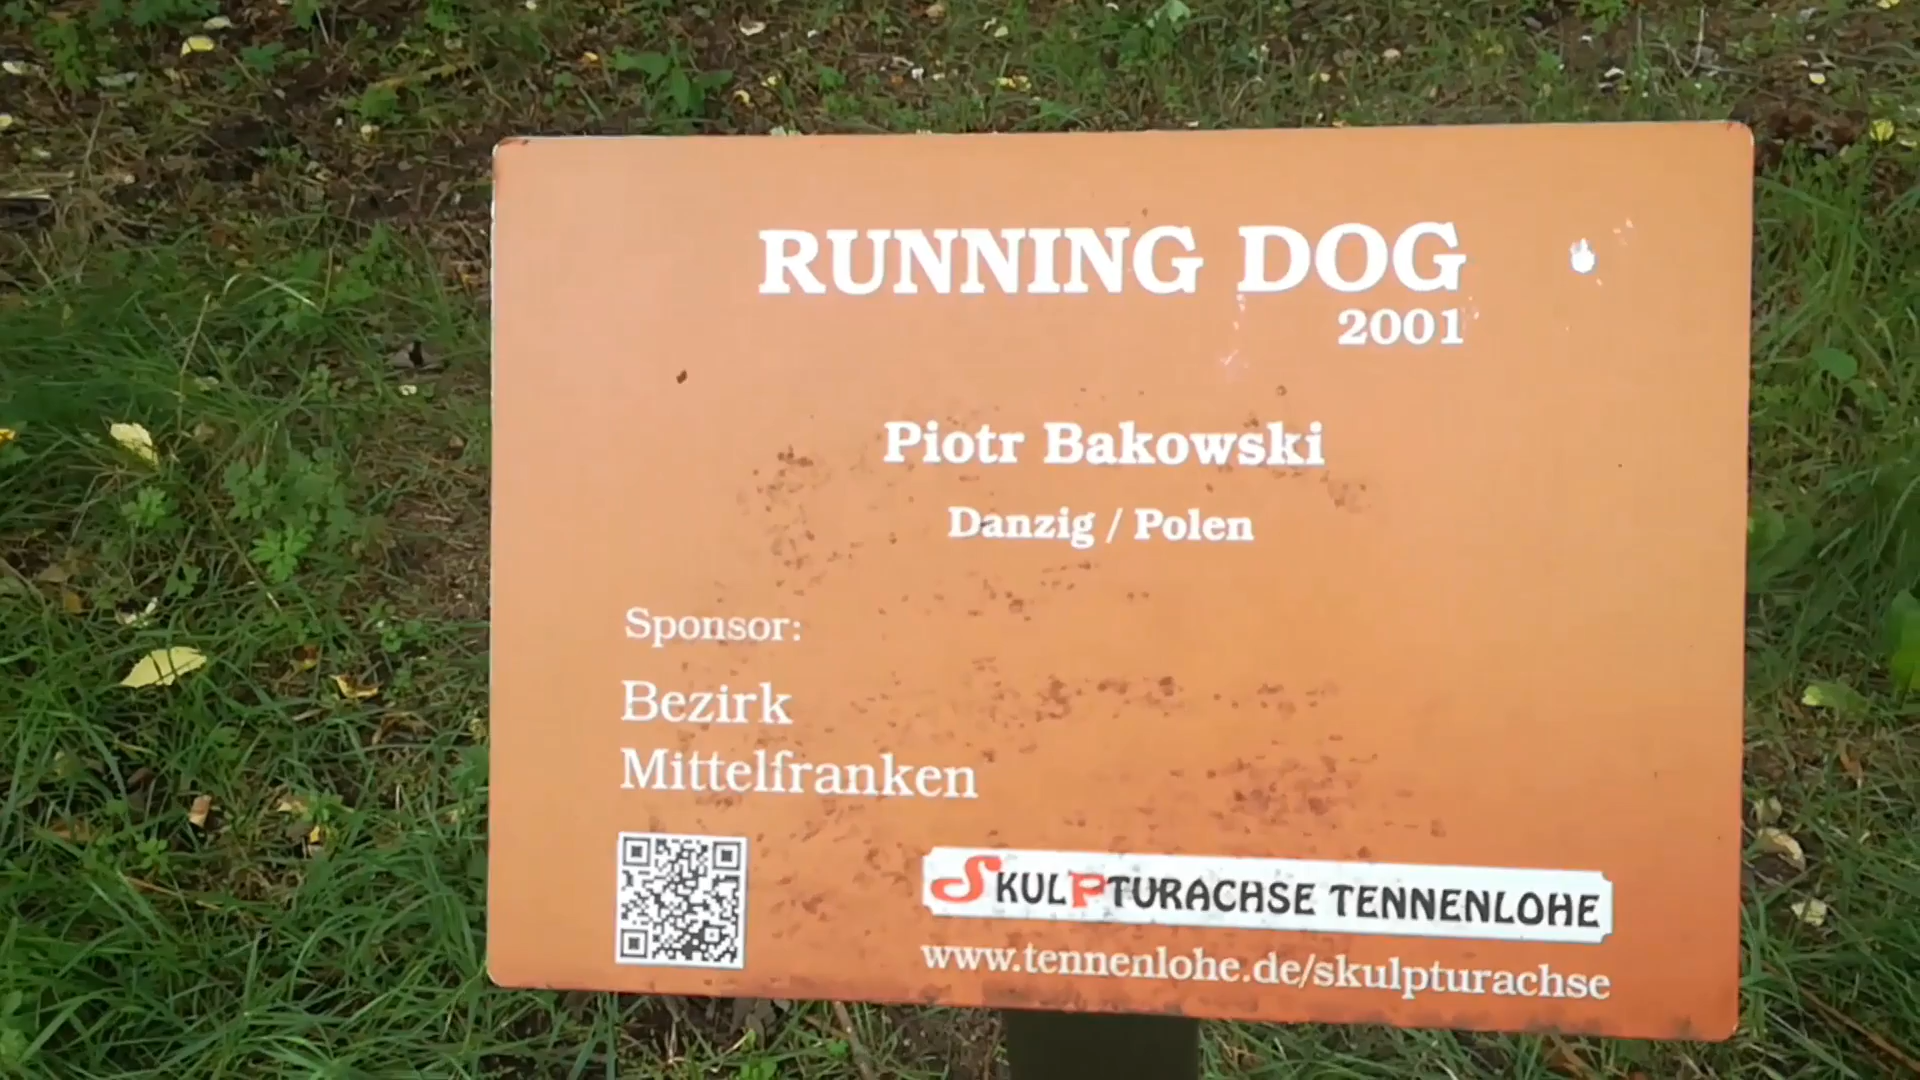 RUNNING DOG
2001
Piotr Bakowski
Danzig / Polen
Sponsor:
Bezirk
Mittelfranken
SKULPTURACHSE TENNENLOHE
www.tennenlohe.de/skulpturachse